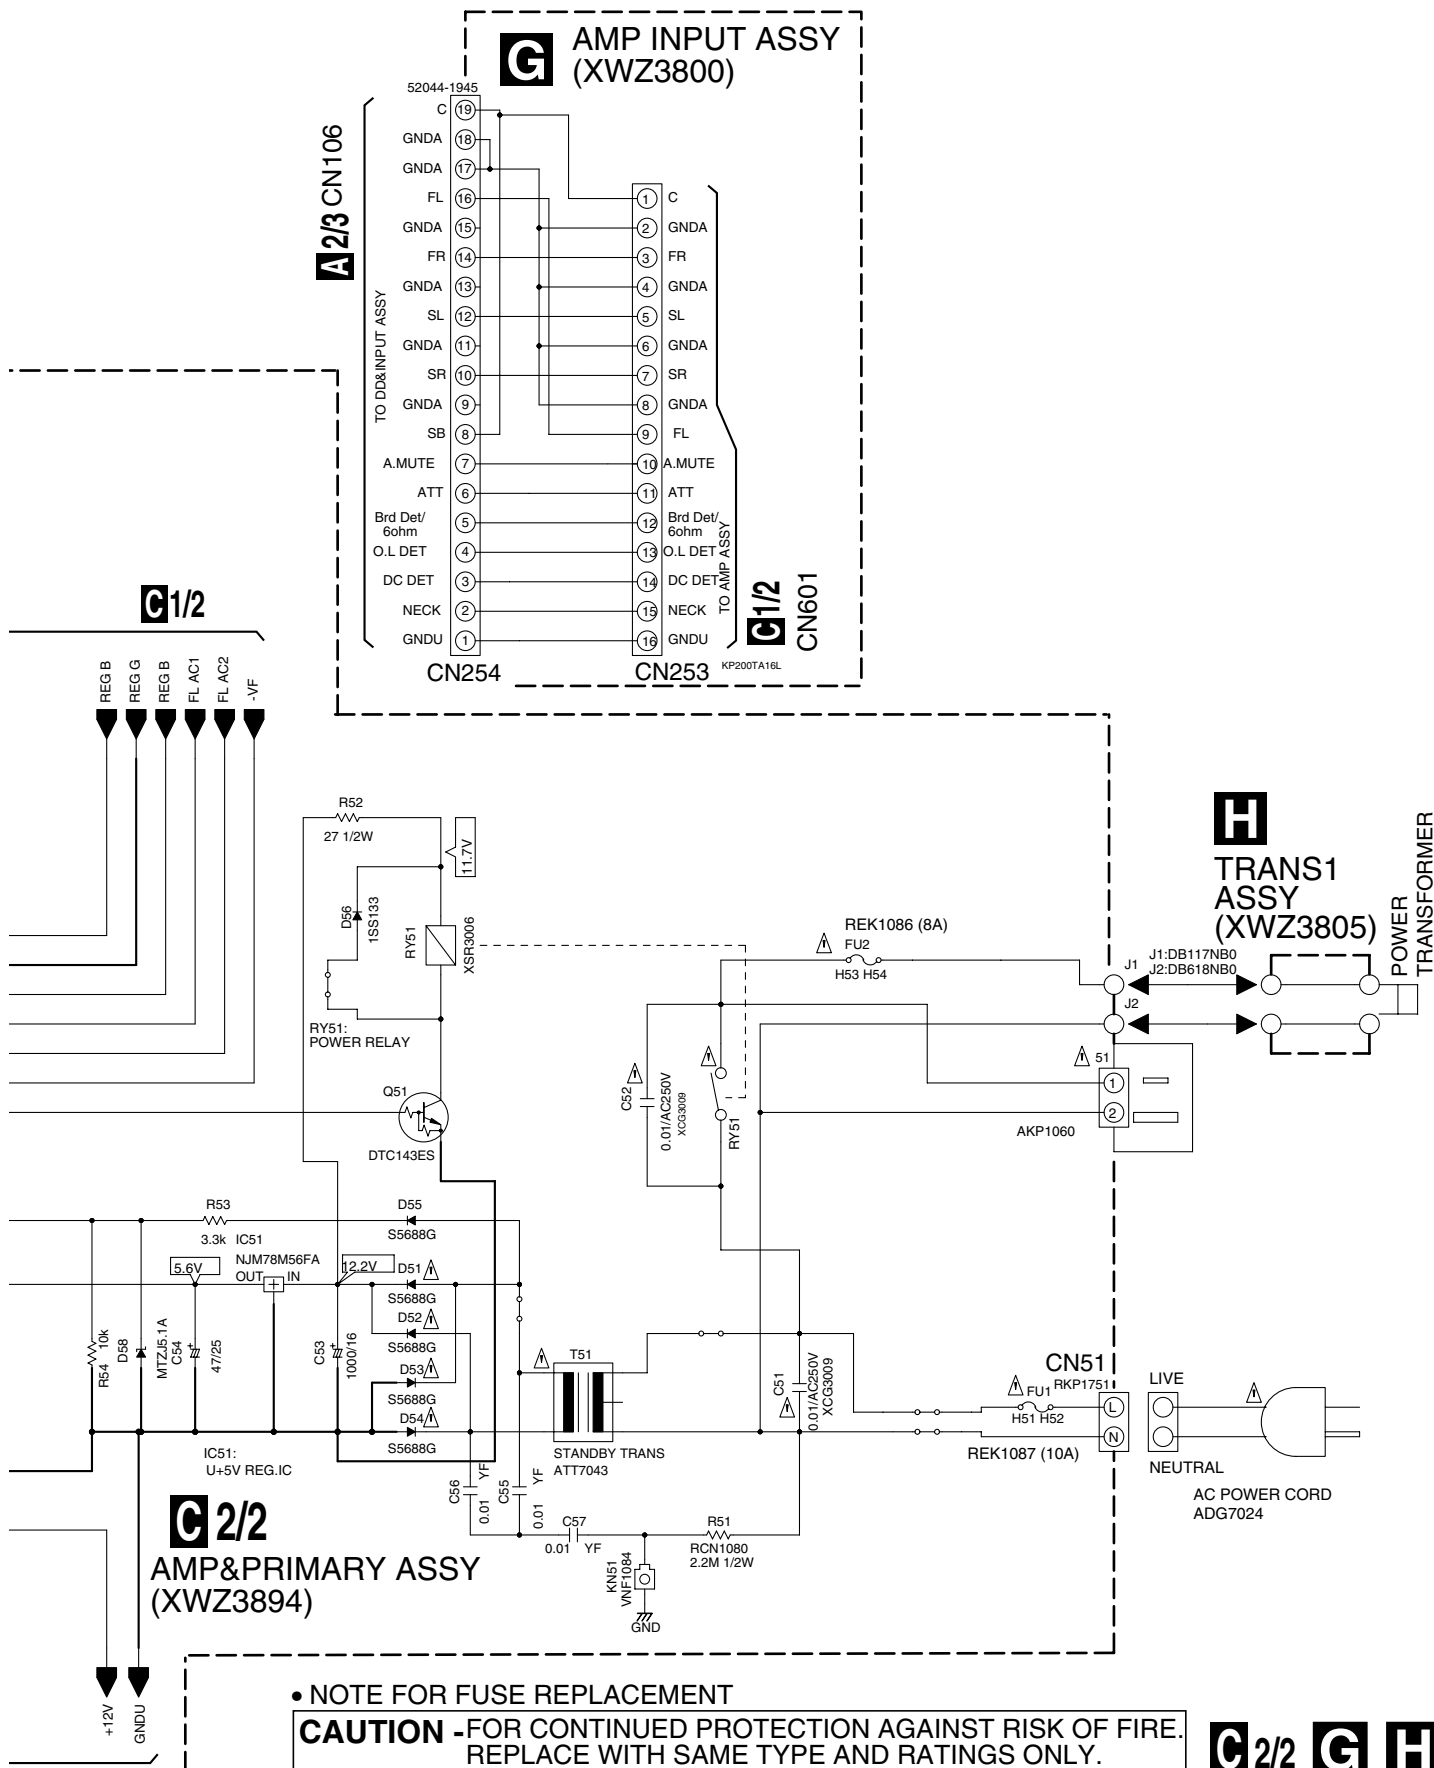 G AMP INPUT ASSY
(XWZ3800)
52044-1945
A 2/3 CN106
TO DD&INPUT ASSY
C 19
GNDA 18
GNDA 17
FL 16
GNDA 15
FR 14
GNDA 13
SL 12
GNDA 11
SR 10
GNDA 9
SB 8
A.MUTE 7
ATT 6
Brd Det/
6ohm 5
O.L DET 4
DC DET 3
NECK 2
GNDU 1
CN254
1 C
2 GNDA
3 FR
4 GNDA
5 SL
6 GNDA
7 SR
8 GNDA
9 FL
10 A.MUTE
11 ATT
12 Brd Det/
6ohm
13 O.L DET
14 DC DET
15 NECK
16 GNDU
CN253
KP200TA16L
TO AMP ASSY
C 1/2
CN601
C 1/2
REG B
REG G
REG B
FL AC1
FL AC2
-VF
R52
27 1/2W
11.7V
D56
1SS133
RY51
XSR3006
RY51:
POWER RELAY
Q51
DTC143ES
REK1086 (8A)
FU2
H53 H54
C52
0.01/AC250V
XCG3009
RY51
J1
J2
J1:DB117NB0
J2:DB618NB0
H
TRANS1
ASSY
(XWZ3805)
POWER
TRANSFORMER
51
1
2
AKP1060
R53
3.3k
IC51
NJM78M56FA
OUT IN
5.6V
12.2V
D55
S5688G
D51
S5688G
D52
S5688G
D53
S5688G
D54
S5688G
R54 10k
D58
MTZJ5.1A
C54
47/25
C53
1000/16
IC51:
U+5V REG.IC
T51
STANDBY TRANS
ATT7043
C51
0.01/AC250V
XCG3009
CN51
RKP1751
FU1
H51 H52
L
N
REK1087 (10A)
LIVE
NEUTRAL
AC POWER CORD
ADG7024
C56
0.01 YF
C55
0.01 YF
C57
0.01 YF
R51
RCN1080
2.2M 1/2W
KN51
VNF1084
GND
C 2/2
AMP&PRIMARY ASSY
(XWZ3894)
+12V
GNDU
• NOTE FOR FUSE REPLACEMENT
CAUTION - FOR CONTINUED PROTECTION AGAINST RISK OF FIRE.
REPLACE WITH SAME TYPE AND RATINGS ONLY.
C 2/2 G H